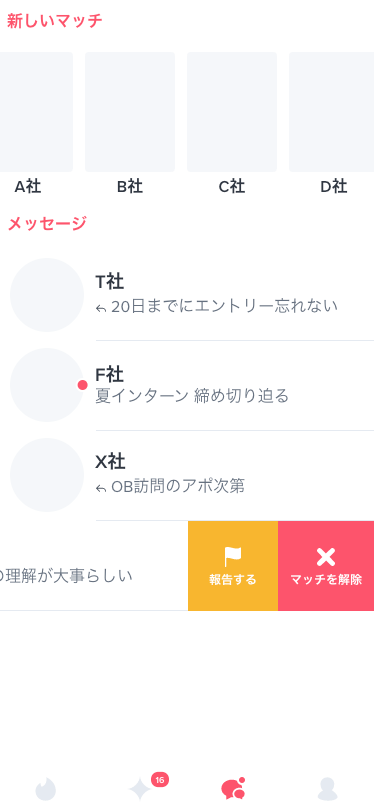 新しいマッチ
A社
B社
C社
D社
メッセージ
T社
20日までにエントリー忘れない
F社
夏インターン 締め切り迫る
X社
OB訪問のアポ次第
理解が大事らしい
報告する
マッチを解除
16